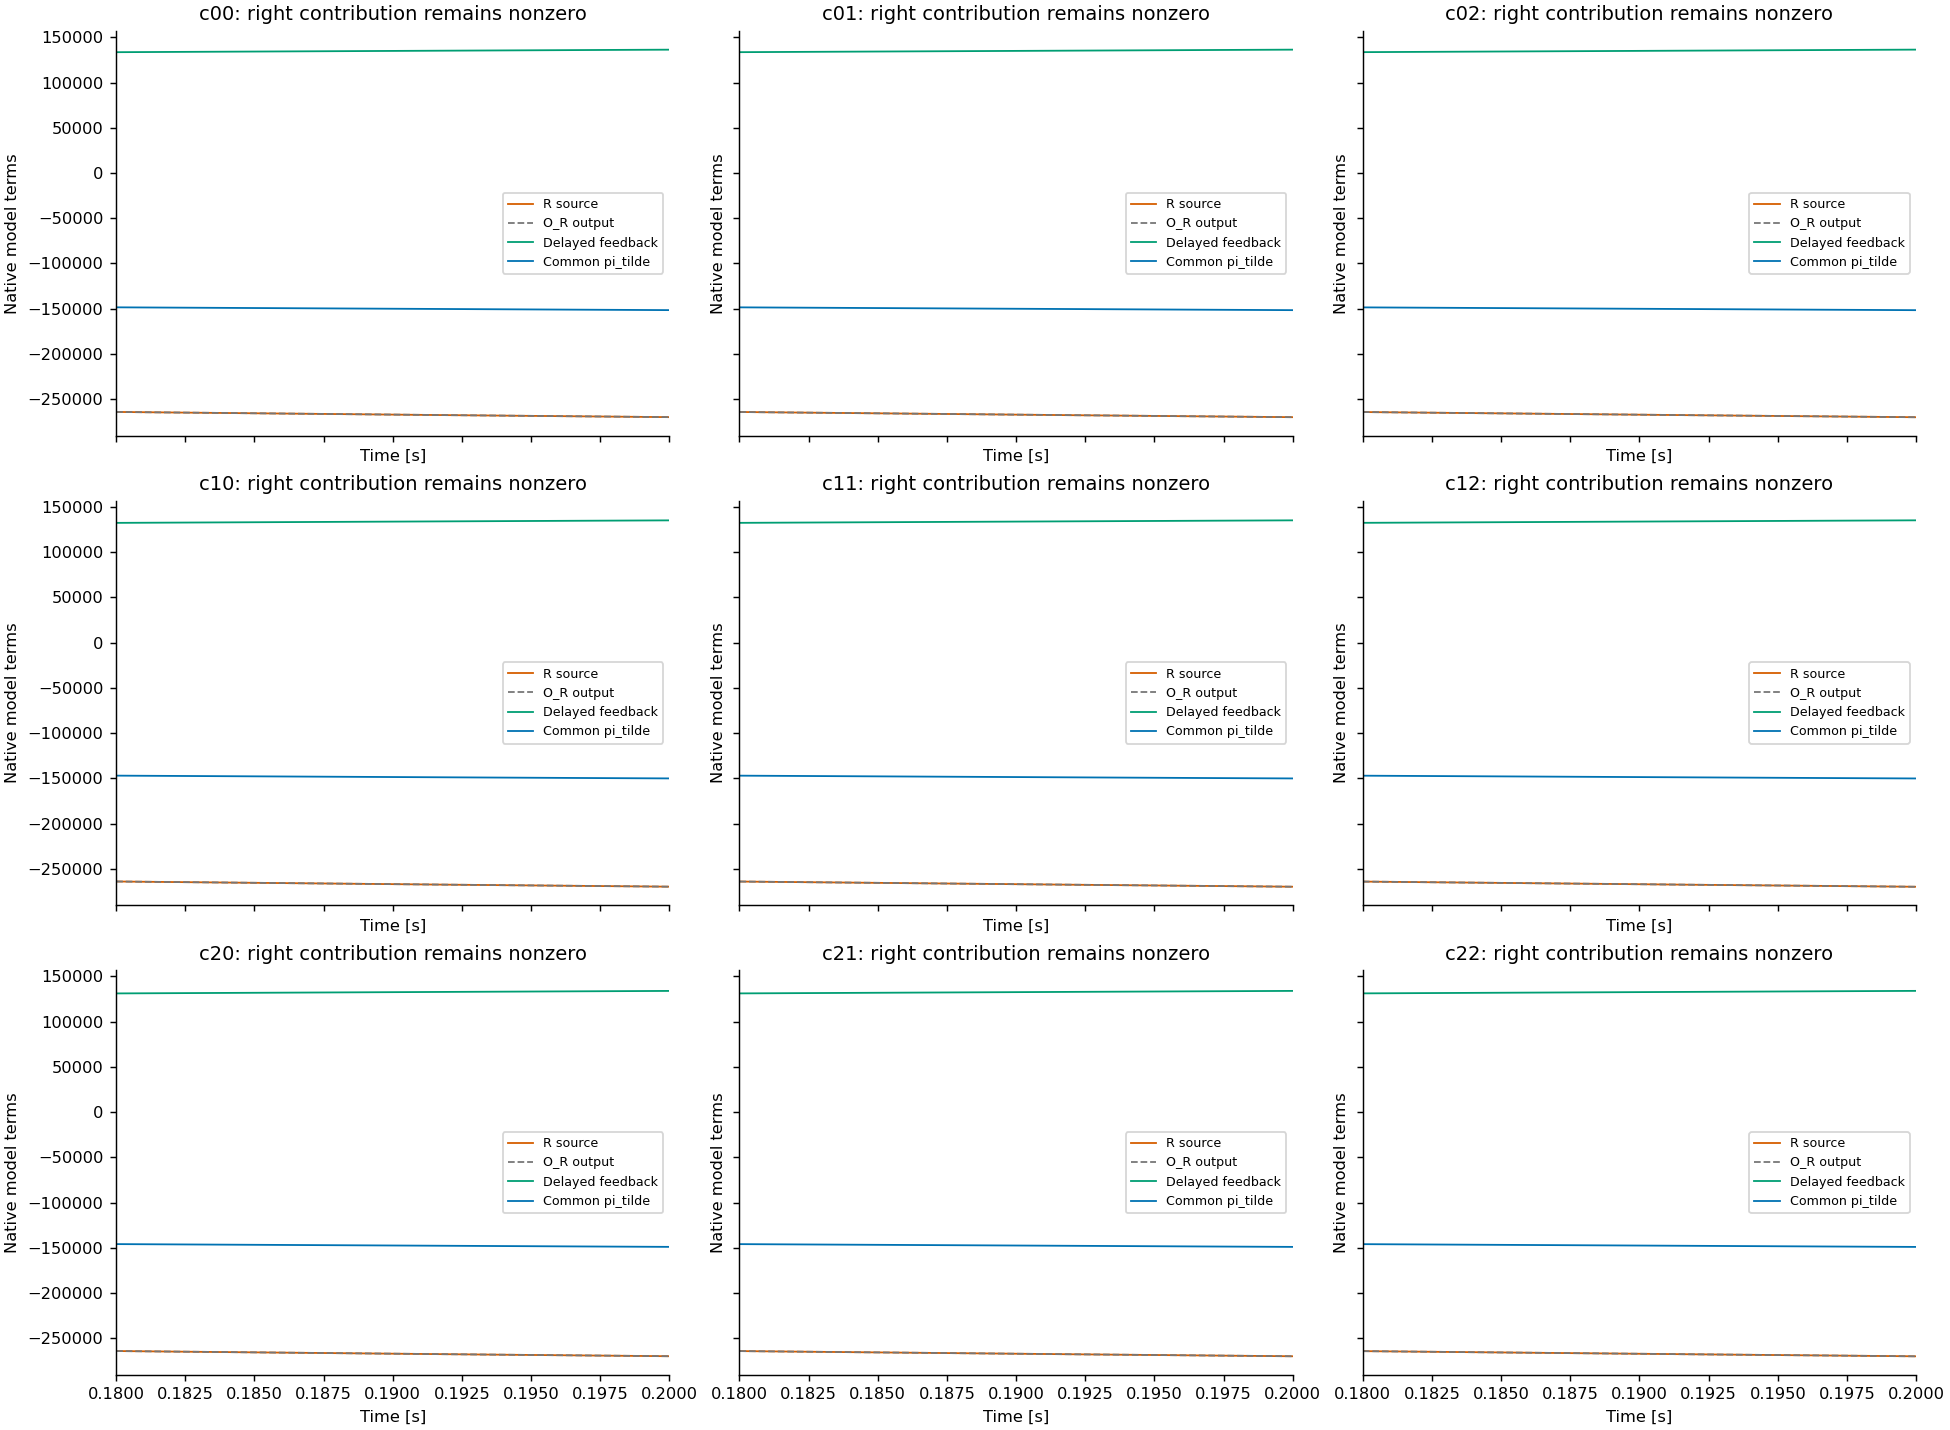 c00: right contribution remains nonzero
150000
100000
50000
0
−50000
−100000
−150000
−200000
−250000
Native model terms
R source
O_R output
Delayed feedback
Common pi_tilde
Time [s]
c01: right contribution remains nonzero
Native model terms
R source
O_R output
Delayed feedback
Common pi_tilde
Time [s]
c02: right contribution remains nonzero
Native model terms
R source
O_R output
Delayed feedback
Common pi_tilde
Time [s]
c10: right contribution remains nonzero
150000
100000
50000
0
−50000
−100000
−150000
−200000
−250000
Native model terms
R source
O_R output
Delayed feedback
Common pi_tilde
Time [s]
c11: right contribution remains nonzero
Native model terms
R source
O_R output
Delayed feedback
Common pi_tilde
Time [s]
c12: right contribution remains nonzero
Native model terms
R source
O_R output
Delayed feedback
Common pi_tilde
Time [s]
c20: right contribution remains nonzero
150000
100000
50000
0
−50000
−100000
−150000
−200000
−250000
Native model terms
R source
O_R output
Delayed feedback
Common pi_tilde
0.1800 0.1825 0.1850 0.1875 0.1900 0.1925 0.1950 0.1975 0.2000
Time [s]
c21: right contribution remains nonzero
Native model terms
R source
O_R output
Delayed feedback
Common pi_tilde
0.1800 0.1825 0.1850 0.1875 0.1900 0.1925 0.1950 0.1975 0.2000
Time [s]
c22: right contribution remains nonzero
Native model terms
R source
O_R output
Delayed feedback
Common pi_tilde
0.1800 0.1825 0.1850 0.1875 0.1900 0.1925 0.1950 0.1975 0.2000
Time [s]